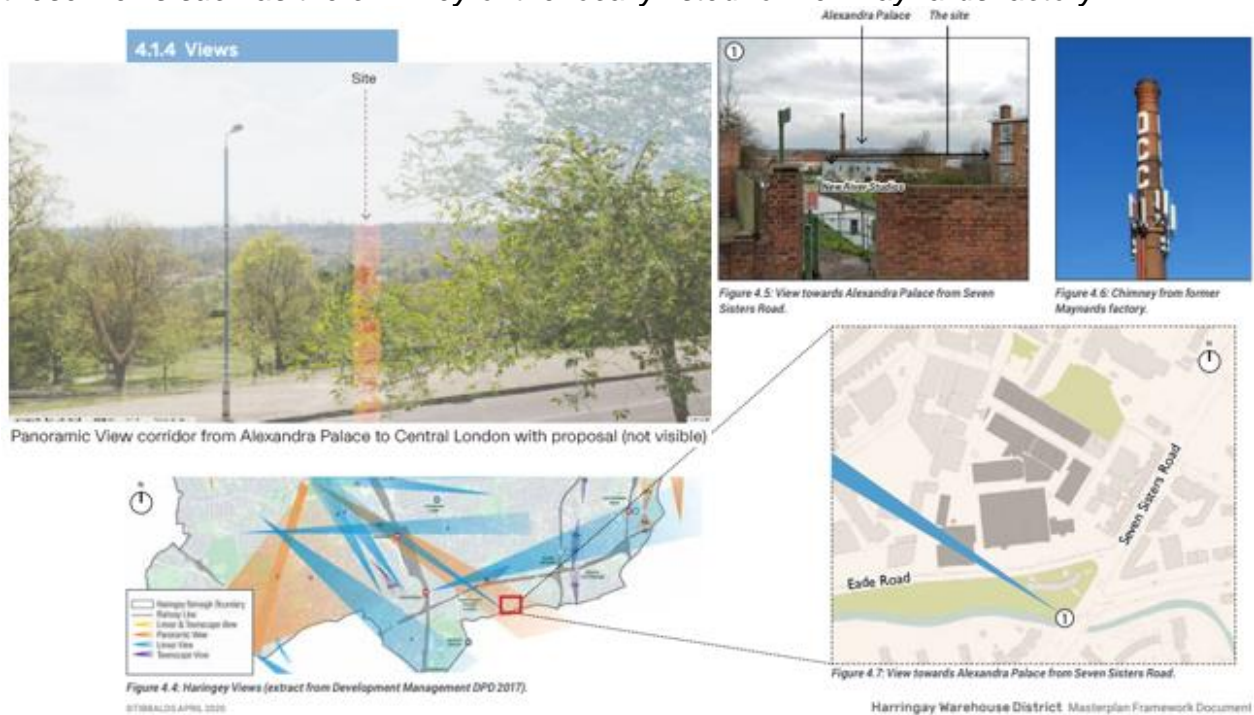 Alexandra Palace The site
4.1.4 Views
Site
1
New River Studios
DCC
Figure 4.5: View towards Alexandra Palace from Seven
Sisters Road.
Figure 4.6: Chimney from former
Maynards factory.
Panoramic View corridor from Alexandra Palace to Central London with proposal (not visible)
N
N
Seven Sisters Road
Eade Road
1
Haringey Borough Boundary
Railway Line
Linear & Townscape View
Panoramic View
Linear View
Townscape View
Figure 4.4: Haringey Views (extract from Development Management DPD 2017).
Figure 4.7: View towards Alexandra Palace from Seven Sisters Road.
©TIBBALDS APRIL 2020
Harringay Warehouse District Masterplan Framework Document